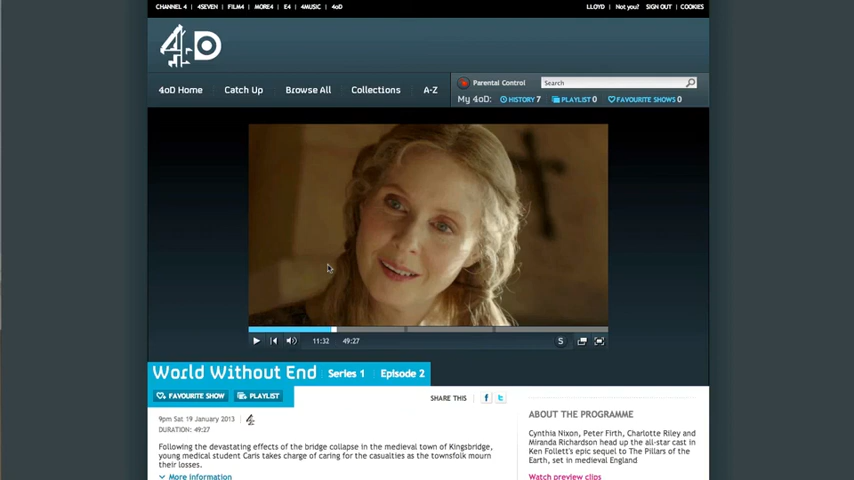 CHANNEL 4 | 4SEVEN | FILM4 | MORE4 | E4 | 4MUSIC | 4oD
LLOYD | Not you? | SIGN OUT | COOKIES
4oD
Parental Control
Search
4oD Home
Catch Up
Browse All
Collections
A-Z
My 4oD: HISTORY 7 PLAYLIST 0 FAVOURITE SHOWS 0
11:32 49:27 S
World Without End Series 1 Episode 2
FAVOURITE SHOW PLAYLIST
SHARE THIS f t
9pm Sat 19 January 2013 | 4
DURATION: 49:27
Following the devastating effects of the bridge collapse in the medieval town of Kingsbridge,
young medical student Caris takes charge of caring for the casualties as the townsfolk mourn
their losses.
More Information
ABOUT THE PROGRAMME
Cynthia Nixon, Peter Firth, Charlotte Riley and
Miranda Richardson head up the all-star cast in
Ken Follett's epic sequel to The Pillars of the
Earth, set in medieval England
Watch preview clips